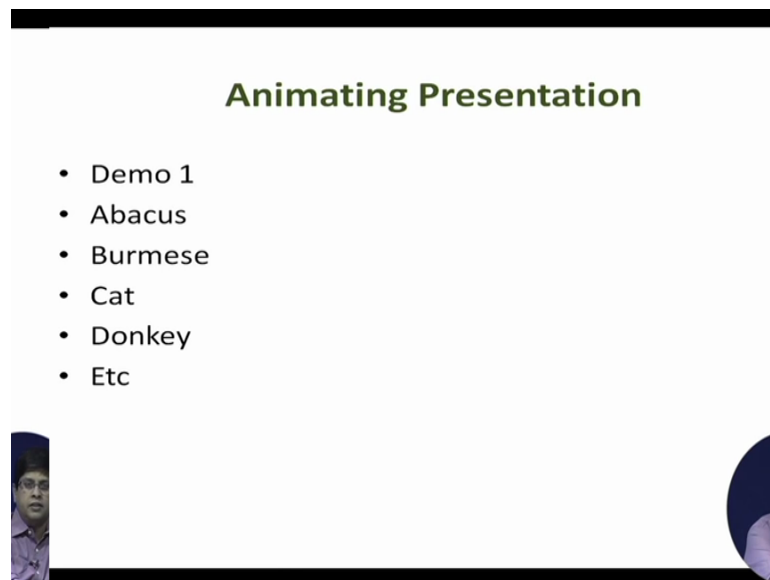 Animating Presentation
• Demo 1
• Abacus
• Burmese
• Cat
• Donkey
• Etc